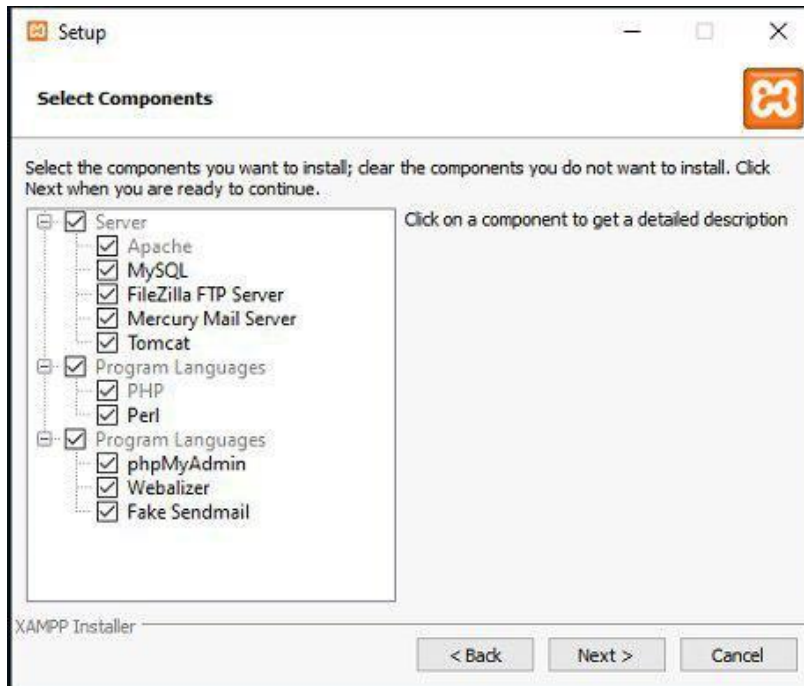 Setup
Select Components
Select the components you want to install; clear the components you do not want to install. Click
Next when you are ready to continue.
Server
Apache
MySQL
FileZilla FTP Server
Mercury Mail Server
Tomcat
Program Languages
PHP
Perl
Program Languages
phpMyAdmin
Webalizer
Fake Sendmail
Click on a component to get a detailed description
XAMPP Installer
< Back
Next >
Cancel